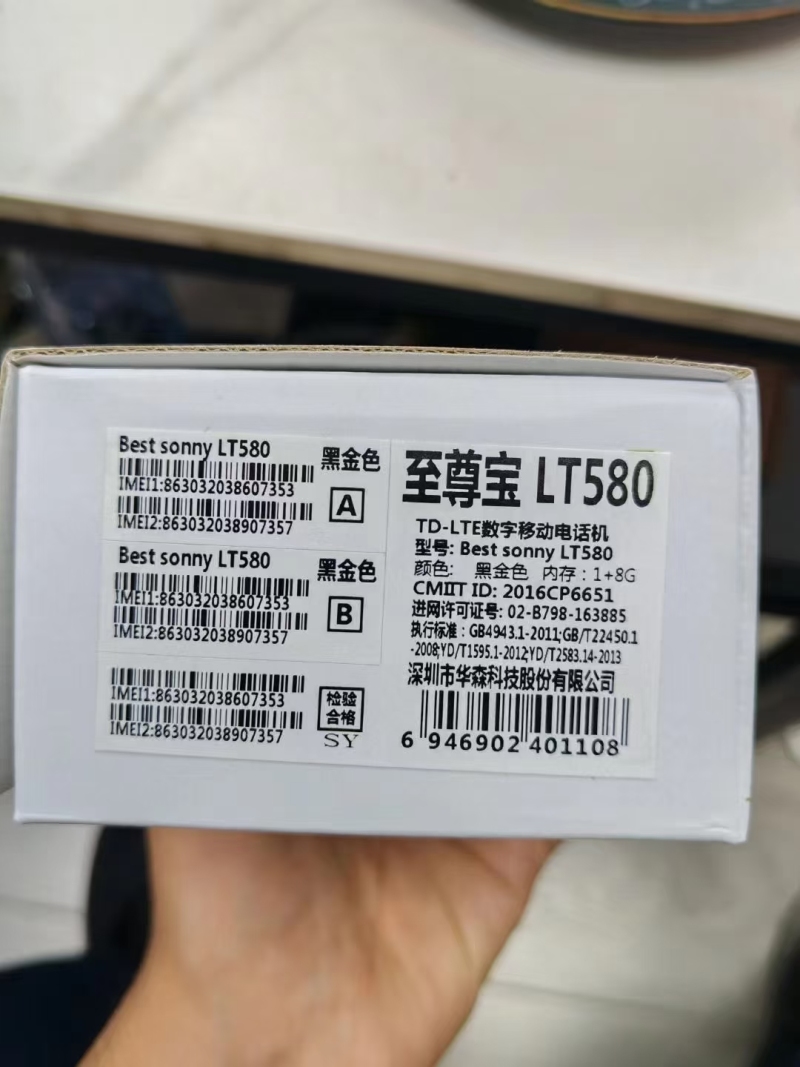 Best sonny LT580
黑金色
IMEI1:863032038607353
A
IMEI2:863032038907357
Best sonny LT580
黑金色
IMEI1:863032038607353
B
IMEI2:863032038907357
IMEI1:863032038607353
检验
合格
IMEI2:863032038907357
SY
至尊宝 LT580
TD-LTE数字移动电话机
型号: Best sonny LT580
颜色: 黑金色 内存:1+8G
CMIIT ID: 2016CP6651
进网许可证号: 02-B798-163885
执行标准: GB4943.1-2011;GB/T22450.1
-2008;YD/T1595.1-2012;YD/T2583.14-2013
深圳市华森科技股份有限公司
6 946902 401108